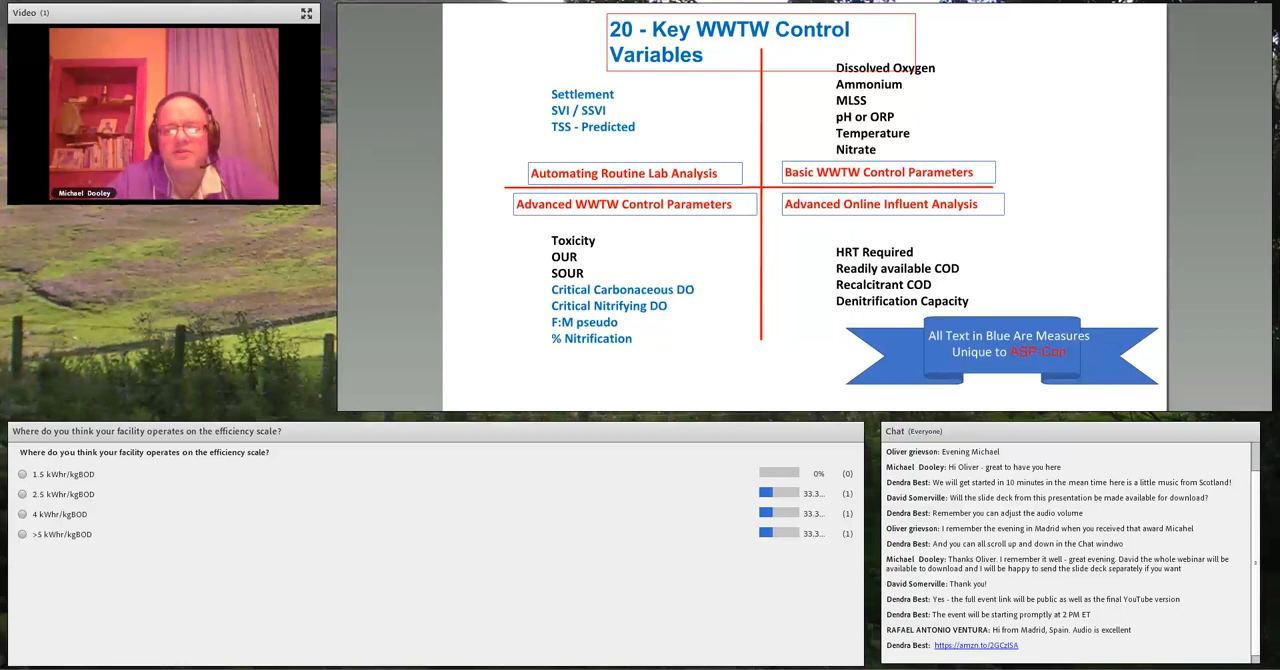 Video (1)
Michael Dooley
20 - Key WWTW Control
Variables
Settlement
SVI / SSVI
TSS - Predicted
Dissolved Oxygen
Ammonium
MLSS
pH or ORP
Temperature
Nitrate
Automating Routine Lab Analysis
Basic WWTW Control Parameters
Advanced WWTW Control Parameters
Advanced Online Influent Analysis
Toxicity
OUR
SOUR
Critical Carbonaceous DO
Critical Nitrifying DO
F:M pseudo
% Nitrification
HRT Required
Readily available COD
Recalcitrant COD
Denitrification Capacity
All Text in Blue Are Measures
Unique to ASP-Con
Where do you think your facility operates on the efficiency scale?
Where do you think your facility operates on the efficiency scale?
1.5 kWhr/kgBOD 0% (0)
2.5 kWhr/kgBOD 33.3... (1)
4 kWhr/kgBOD 33.3... (1)
>5 kWhr/kgBOD 33.3... (1)
Chat (Everyone)
Oliver grievson: Evening Michael
Michael Dooley: Hi Oliver - great to have you here
Dendra Best: We will get started in 10 minutes in the mean time here is a little music from Scotland!
David Somerville: Will the slide deck from this presentation be made available for download?
Dendra Best: Remember you can adjust the audio volume
Oliver grievson: I remember the evening in Madrid when you received that award Micahel
Dendra Best: And you can all scroll up and down in the Chat windwo
Michael Dooley: Thanks Oliver. I remember it well - great evening. David the whole webinar will be
available to download and I will be happy to send the slide deck separately if you want
David Somerville: Thank you!
Dendra Best: Yes - the full event link will be public as well as the final YouTube version
Dendra Best: The event will be starting promptly at 2 PM ET
RAFAEL ANTONIO VENTURA: Hi from Madrid, Spain. Audio is excellent
Dendra Best: https://amzn.to/2GCzISA